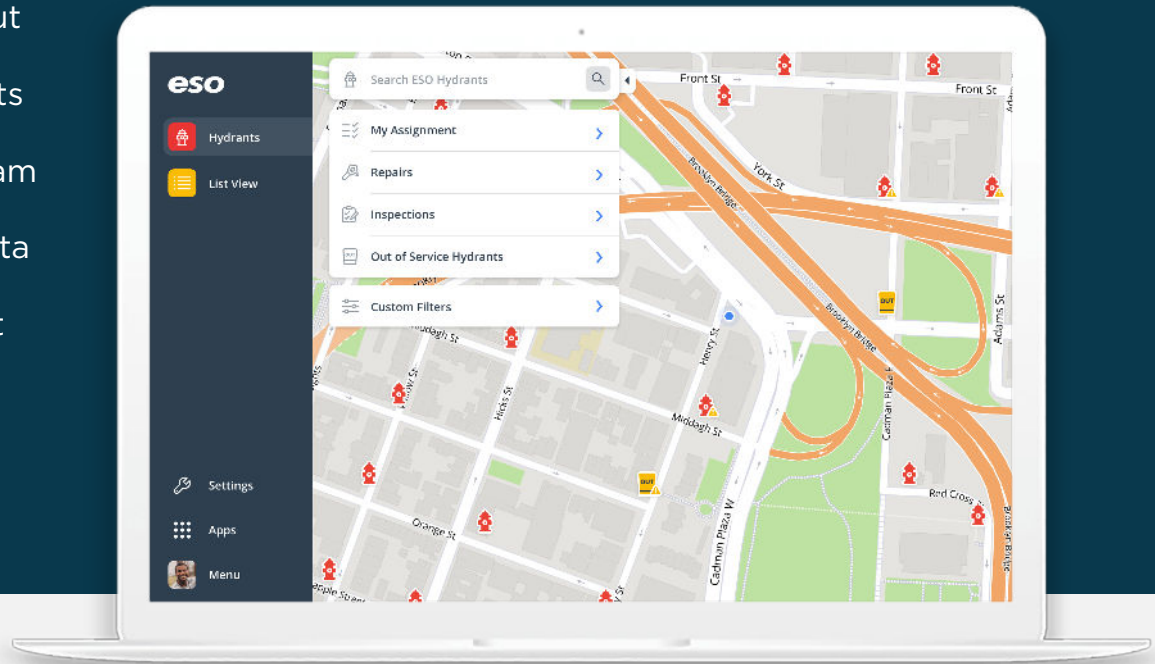 ut
ts
am
ta
t
eso
Hydrants
List View
Settings
Apps
Menu
Search ESO Hydrants
My Assignment
Repairs
Inspections
OUT
Out of Service Hydrants
Custom Filters
Front St
Front St
York St
Brooklyn Bridge
OUT
Adams St
Brooklyn Bridge
Henry St
Hicks St
Middagh St
Cadman Plaza
OUT
Red Cross
Orange St
Cadman Plaza W